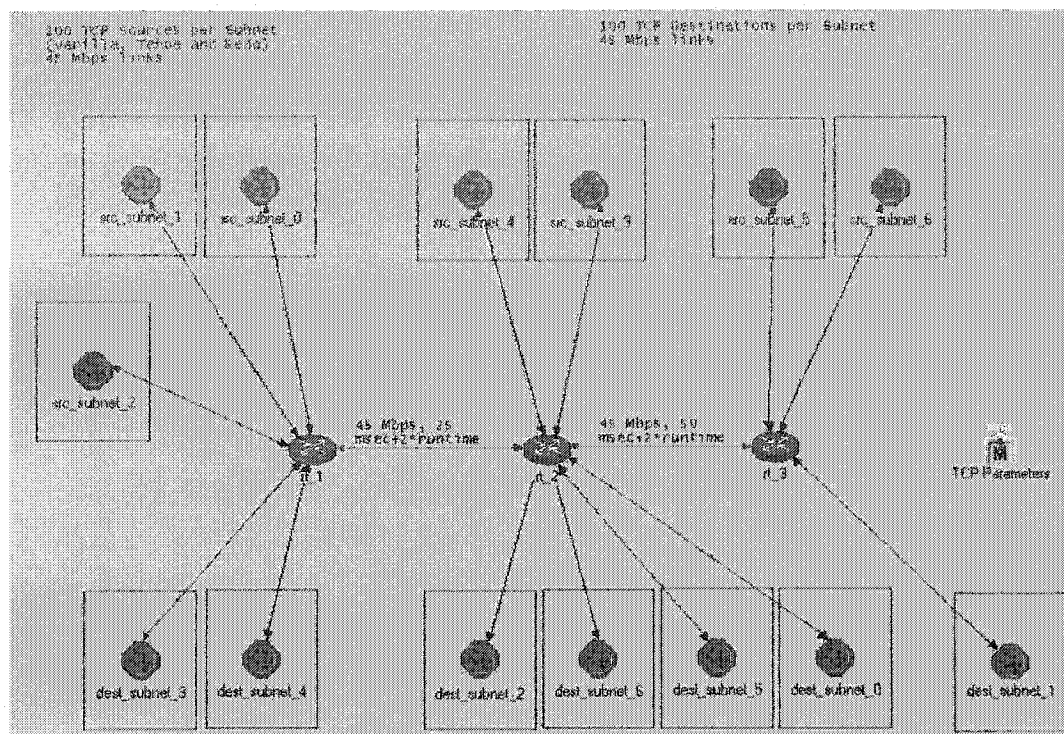 100 TCP Sources per Subnet
(Vanilla, Tahoe and Reno)
45 Mbps links
100 TCP Destinations per Subnet
45 Mbps links
src_subnet_1
src_subnet_0
src_subnet_4
src_subnet_3
src_subnet_5
src_subnet_6
src_subnet_2
45 Mbps, 25
msec+2*runtime
45 Mbps, 50
msec+2*runtime
rt_1
rt_2
rt_3
M
TCP Parameters
dest_subnet_3
dest_subnet_4
dest_subnet_2
dest_subnet_6
dest_subnet_5
dest_subnet_0
dest_subnet_1